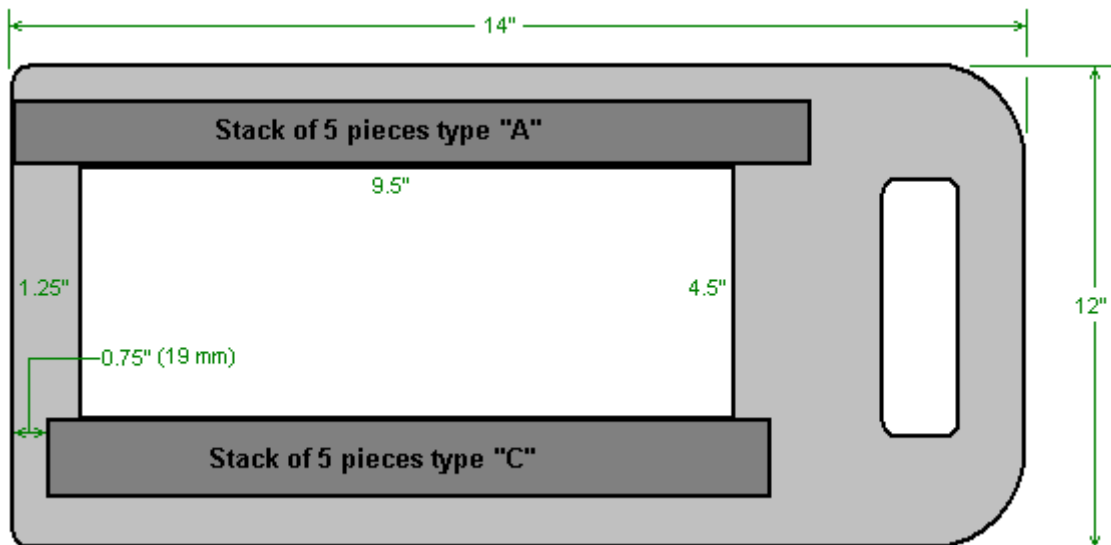 14"
Stack of 5 pieces type "A"
9.5"
1.25"
4.5"
12"
0.75" (19 mm)
Stack of 5 pieces type "C"